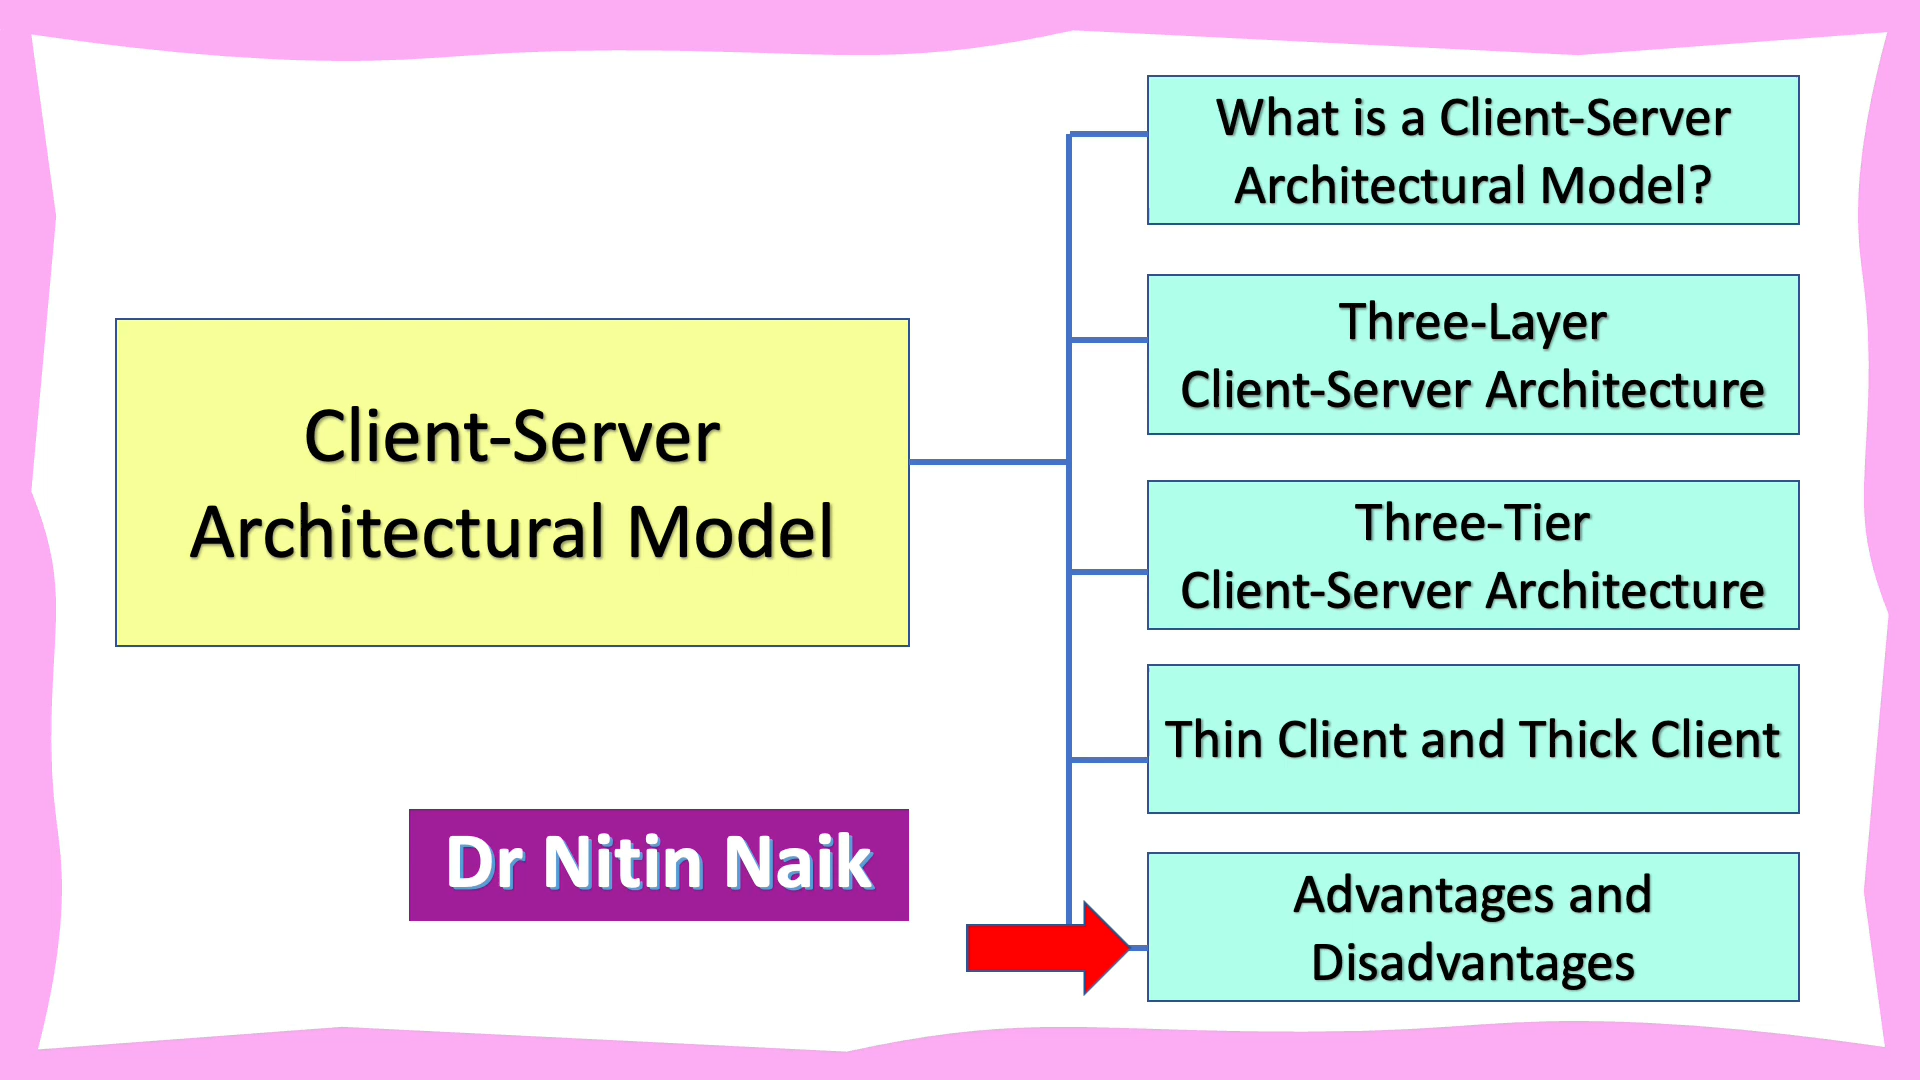 Client-Server
Architectural Model
Dr Nitin Naik
What is a Client-Server
Architectural Model?
Three-Layer
Client-Server Architecture
Three-Tier
Client-Server Architecture
Thin Client and Thick Client
Advantages and
Disadvantages